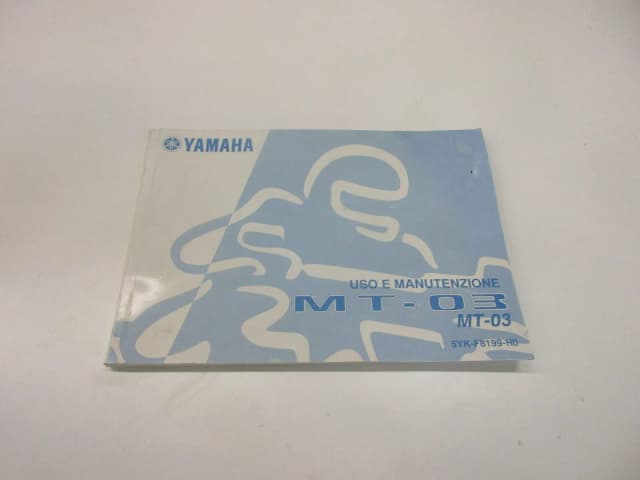 YAMAHA
USO E MANUTENZIONE
MT-03
MT-03
5YK-F8199-H0